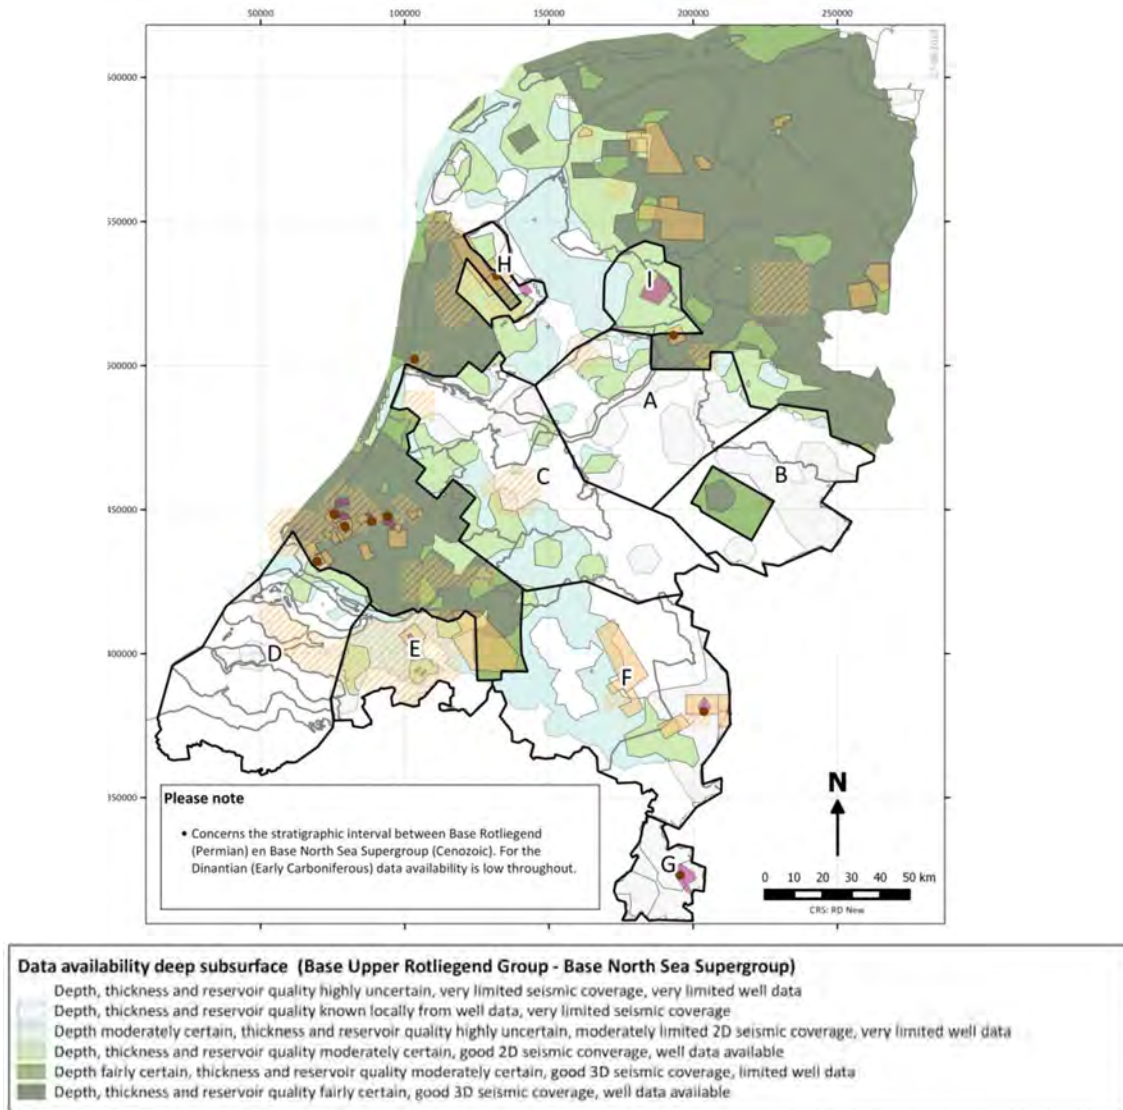 50000 100000 150000 200000 250000
H
I
A
B
C
D
E
F
G
Please note
• Concerns the stratigraphic interval between Base Rotliegend
(Permian) en Base North Sea Supergroup (Cenozoic). For the
Dinantian (Early Carboniferous) data availability is low throughout.
N
0 10 20 30 40 50 km
CRS: RD New
Data availability deep subsurface (Base Upper Rotliegend Group - Base North Sea Supergroup)
Depth, thickness and reservoir quality highly uncertain, very limited seismic coverage, very limited well data
Depth, thickness and reservoir quality known locally from well data, very limited seismic coverage
Depth moderately certain, thickness and reservoir quality highly uncertain, moderately limited 2D seismic coverage, very limited well data
Depth, thickness and reservoir quality moderately certain, good 2D seismic converage, well data available
Depth fairly certain, thickness and reservoir quality moderately certain, good 3D seismic coverage, limited well data
Depth, thickness and reservoir quality fairly certain, good 3D seismic coverage, well data available